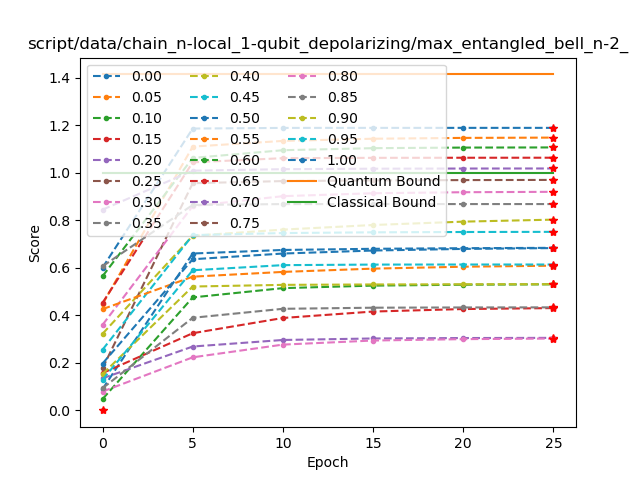 script/data/chain_n-local_1-qubit_depolarizing/max_entangled_bell_n-2_
1.4
1.2
1.0
0.8
0.6
0.4
0.2
0.0
Score
0.00 0.40 0.80
0.05 0.45 0.85
0.10 0.50 0.90
0.15 0.55 0.95
0.20 0.60 1.00
0.25 0.65 Quantum Bound
0.30 0.70 Classical Bound
0.35 0.75
0 5 10 15 20 25
Epoch